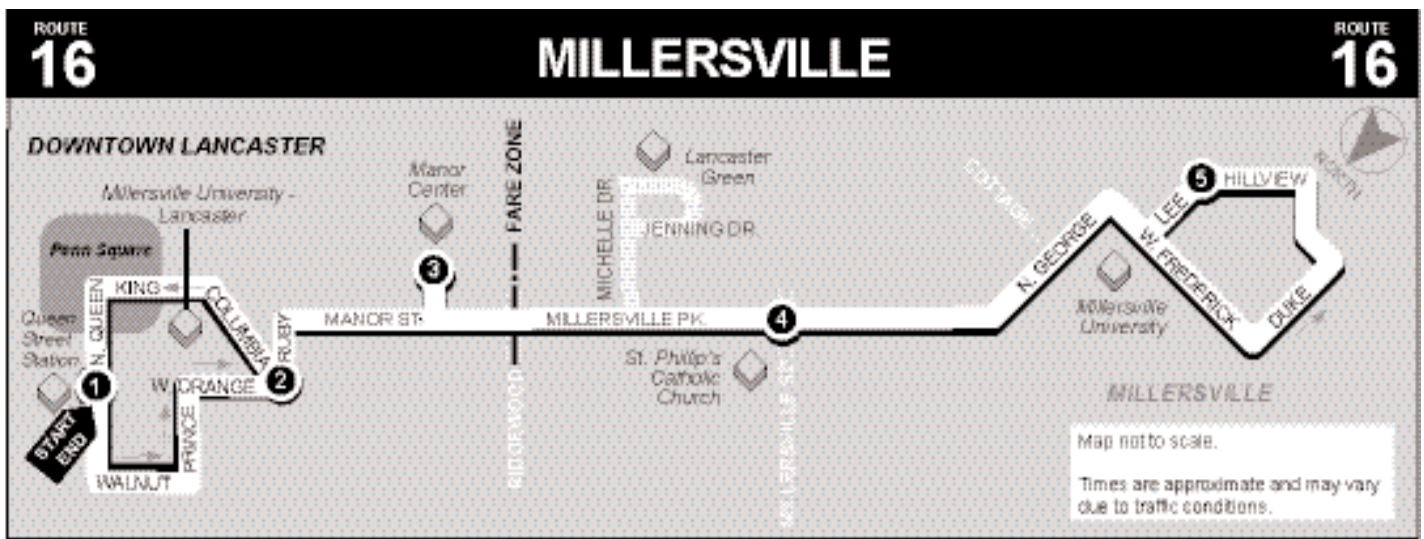 ROUTE
16
MILLERSVILLE
ROUTE
16
DOWNTOWN LANCASTER
Millersville University -
Lancaster
Manor
Center
FARE ZONE
Lancaster
Green
MICHELLE DR.
JENNING DR.
COTTAGE
NORTH
5
HILLVIEW
LEE
Penn Square
KING
N. QUEEN
COLUMBIA
RUBY
3
MANOR ST.
MILLERSVILLE PK.
4
N. GEORGE
W. FREDERICK
DUKE
Millersville
University
Queen
Street
Station
1
W. ORANGE
2
PRINCE
WALNUT
START
END
St. Phillip's
Catholic
Church
RIDGEWOOD
MILLERSVILLE ST.
MILLERSVILLE
Map not to scale.
Times are approximate and may vary
due to traffic conditions.